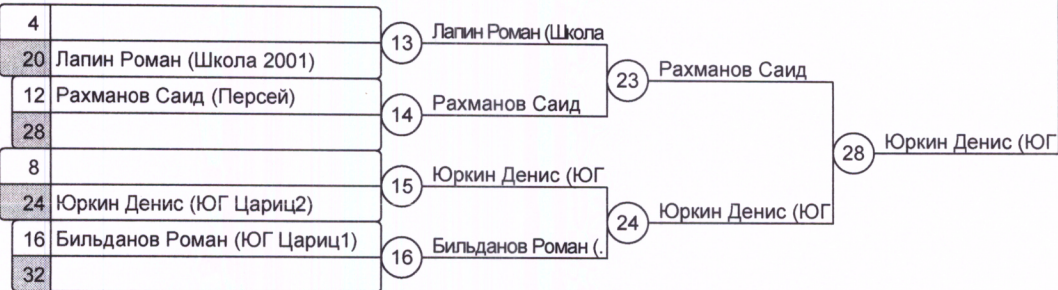 4
20 Лапин Роман (Школа 2001)
12 Рахманов Саид (Персей)
28
8
24 Юркин Денис (ЮГ Цариц2)
16 Бильданов Роман (ЮГ Цариц1)
32
13 Лапин Роман (Школа
14 Рахманов Саид
15 Юркин Денис (ЮГ
16 Бильданов Роман (.
23 Рахманов Саид
24 Юркин Денис (ЮГ
28 Юркин Денис (ЮГ